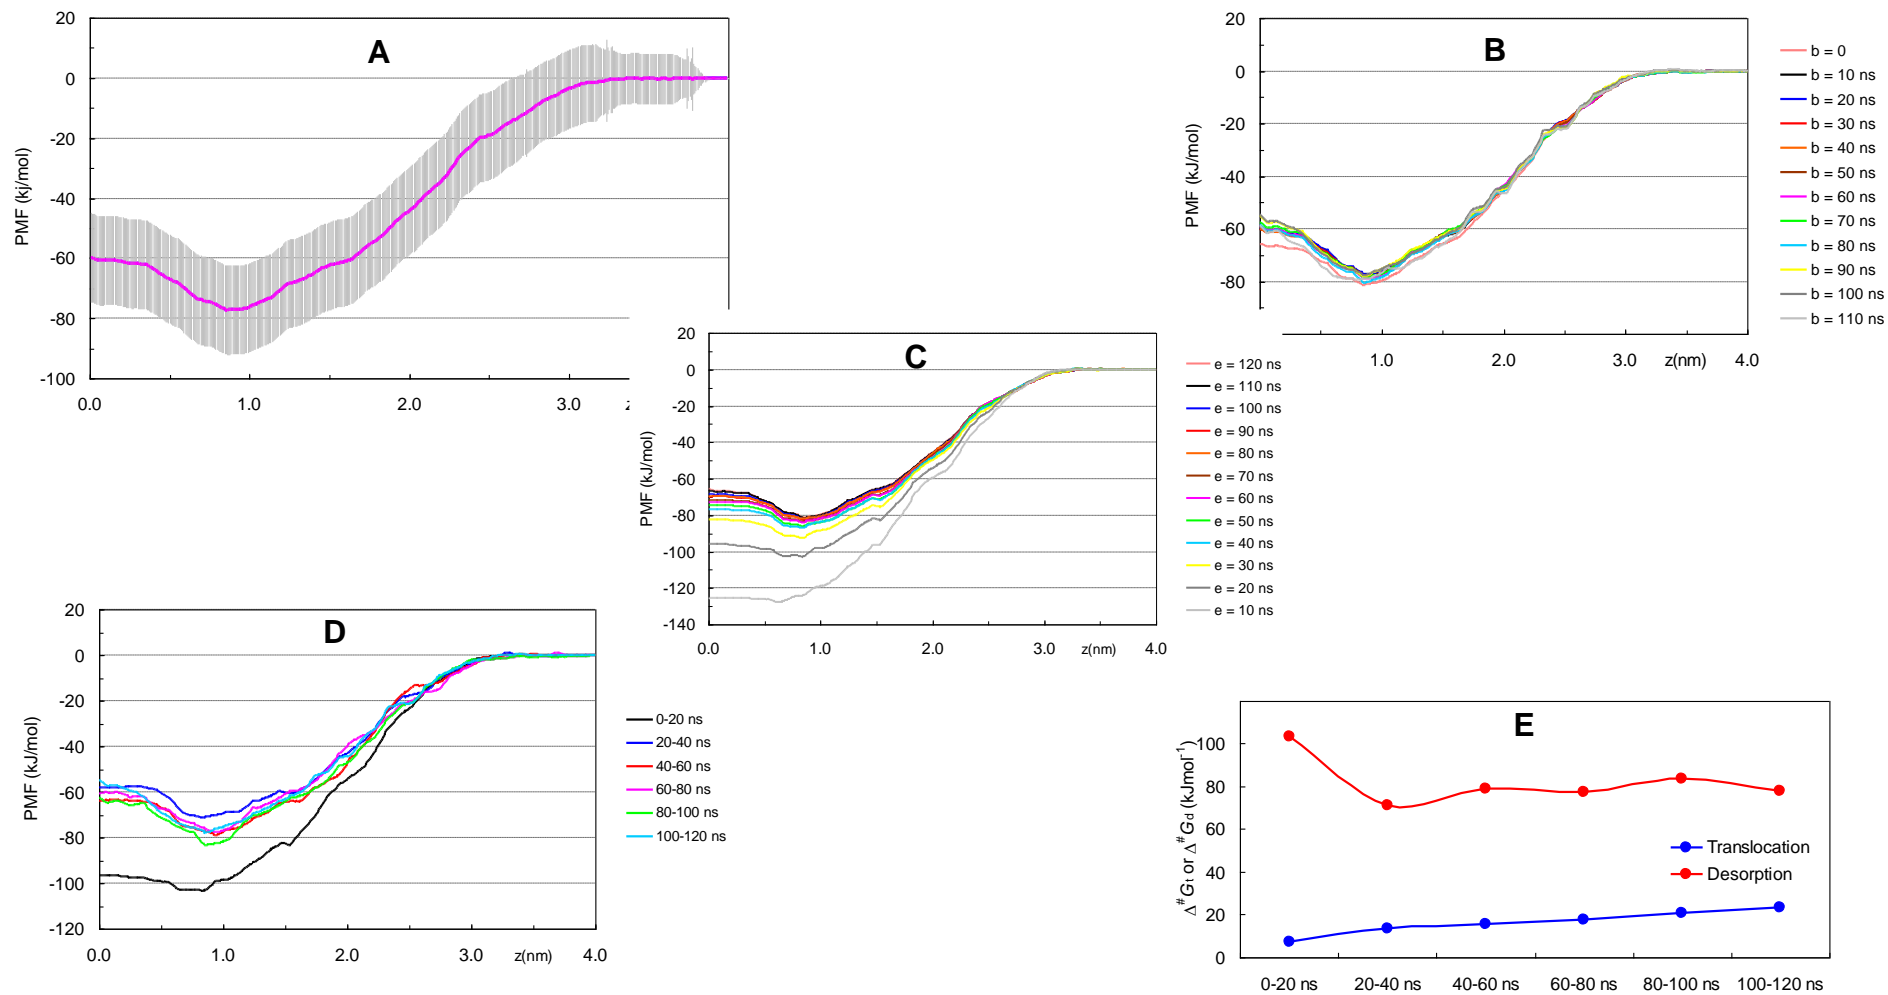 A
20
0
-20
-40
-60
-80
-100
PMF (kj/mol)
0.0 1.0 2.0 3.0
B
20
0
-20
-40
-60
-80
PMF (kJ/mol)
1.0 2.0 3.0 z(nm) 4.0
b = 0
b = 10 ns
b = 20 ns
b = 30 ns
b = 40 ns
b = 50 ns
b = 60 ns
b = 70 ns
b = 80 ns
b = 90 ns
b = 100 ns
b = 110 ns
C
20
0
-20
-40
-60
-80
-100
-120
-140
PMF (kJ/mol)
0.0 1.0 2.0 3.0 z(nm) 4.0
e = 120 ns
e = 110 ns
e = 100 ns
e = 90 ns
e = 80 ns
e = 70 ns
e = 60 ns
e = 50 ns
e = 40 ns
e = 30 ns
e = 20 ns
e = 10 ns
D
20
0
-20
-40
-60
-80
-100
-120
PMF (kJ/mol)
0.0 1.0 2.0 3.0 z(nm) 4.0
0-20 ns
20-40 ns
40-60 ns
60-80 ns
80-100 ns
100-120 ns
E
100
80
60
40
20
0
Δ#Gt or Δ#Gd (kJmol-1)
Translocation
Desorption
0-20 ns 20-40 ns 40-60 ns 60-80 ns 80-100 ns 100-120 ns